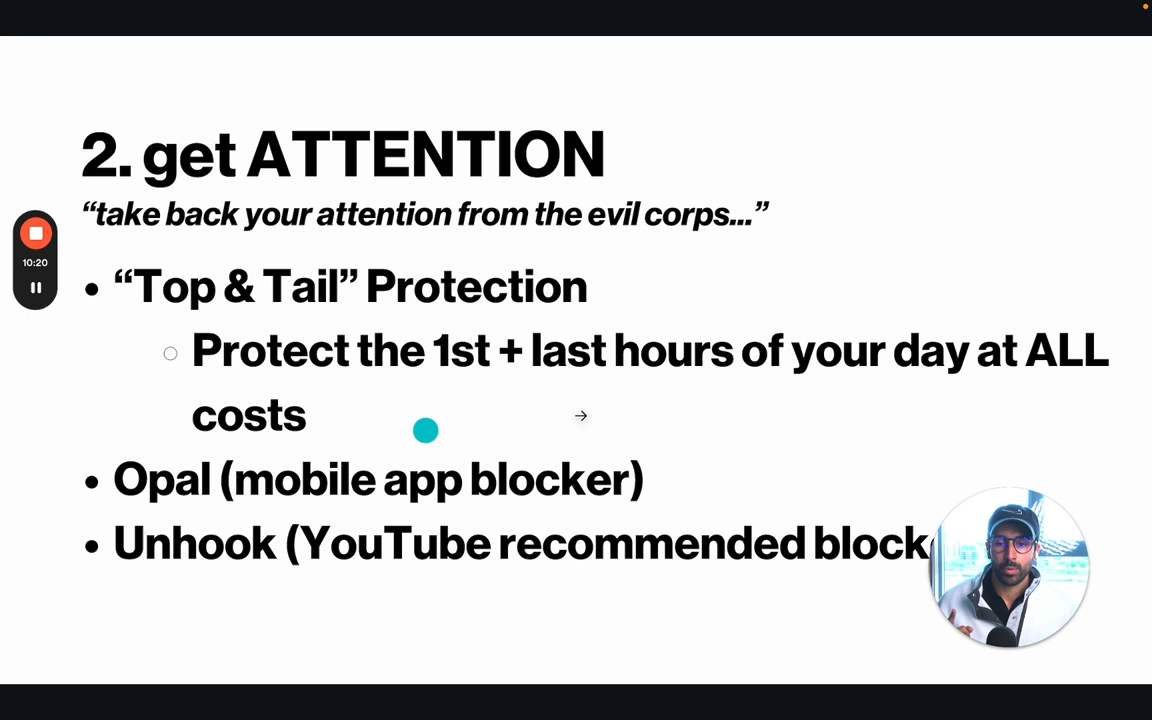 2. get ATTENTION
“take back your attention from the evil corps...”
• “Top & Tail” Protection
○ Protect the 1st + last hours of your day at ALL
costs
• Opal (mobile app blocker)
• Unhook (YouTube recommended block
10:20